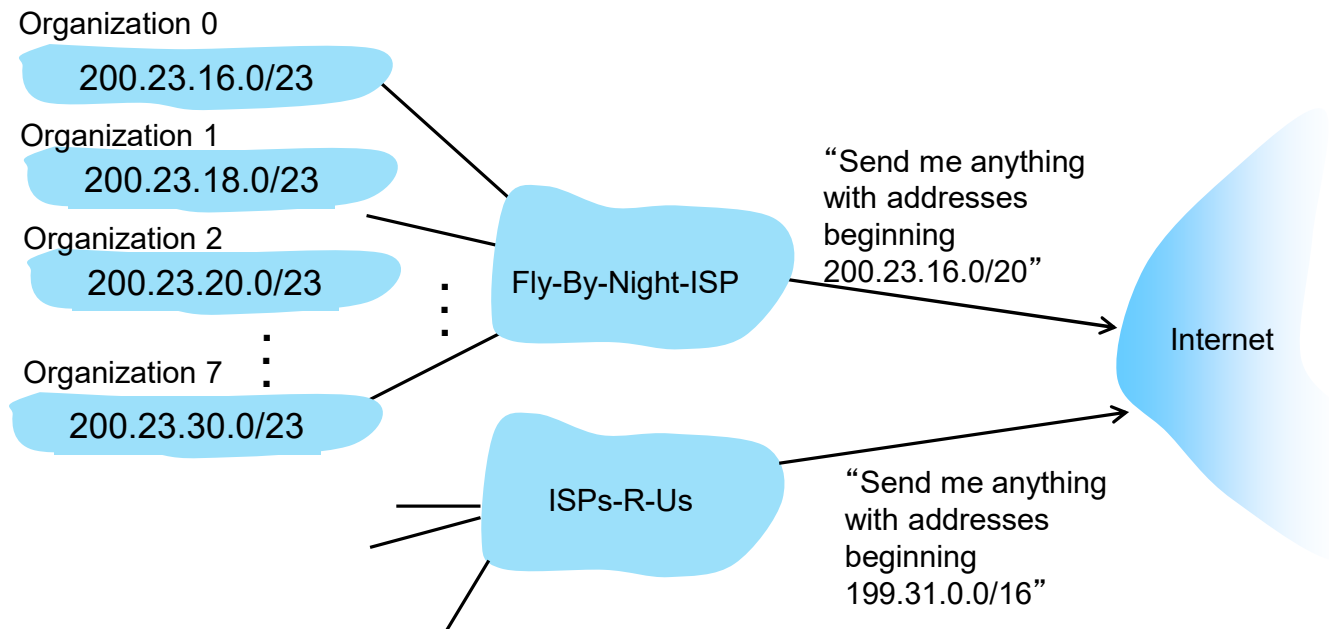 Organization 0
200.23.16.0/23
Organization 1
200.23.18.0/23
Organization 2
200.23.20.0/23
Organization 7
200.23.30.0/23
Fly-By-Night-ISP
“Send me anything
with addresses
beginning
200.23.16.0/20”
Internet
ISPs-R-Us
“Send me anything
with addresses
beginning
199.31.0.0/16”